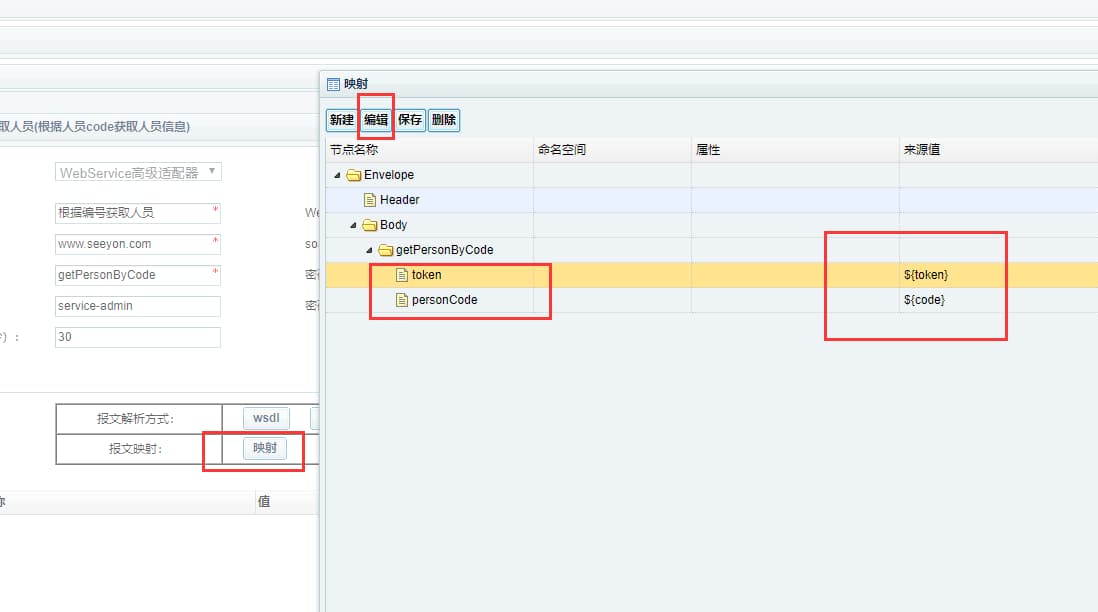 映射
新建 编辑 保存 删除
取人员(根据人员code获取人员信息)
节点名称 命名空间 属性 来源值
WebService高级适配器
Envelope
Header
根据编号获取人员 * We
Body
www.seeyon.com * so
getPersonByCode
getPersonByCode * 密
token ${token}
service-admin 密
personCode ${code}
): 30
报文解析方式: wsdl
报文映射: 映射
称 值